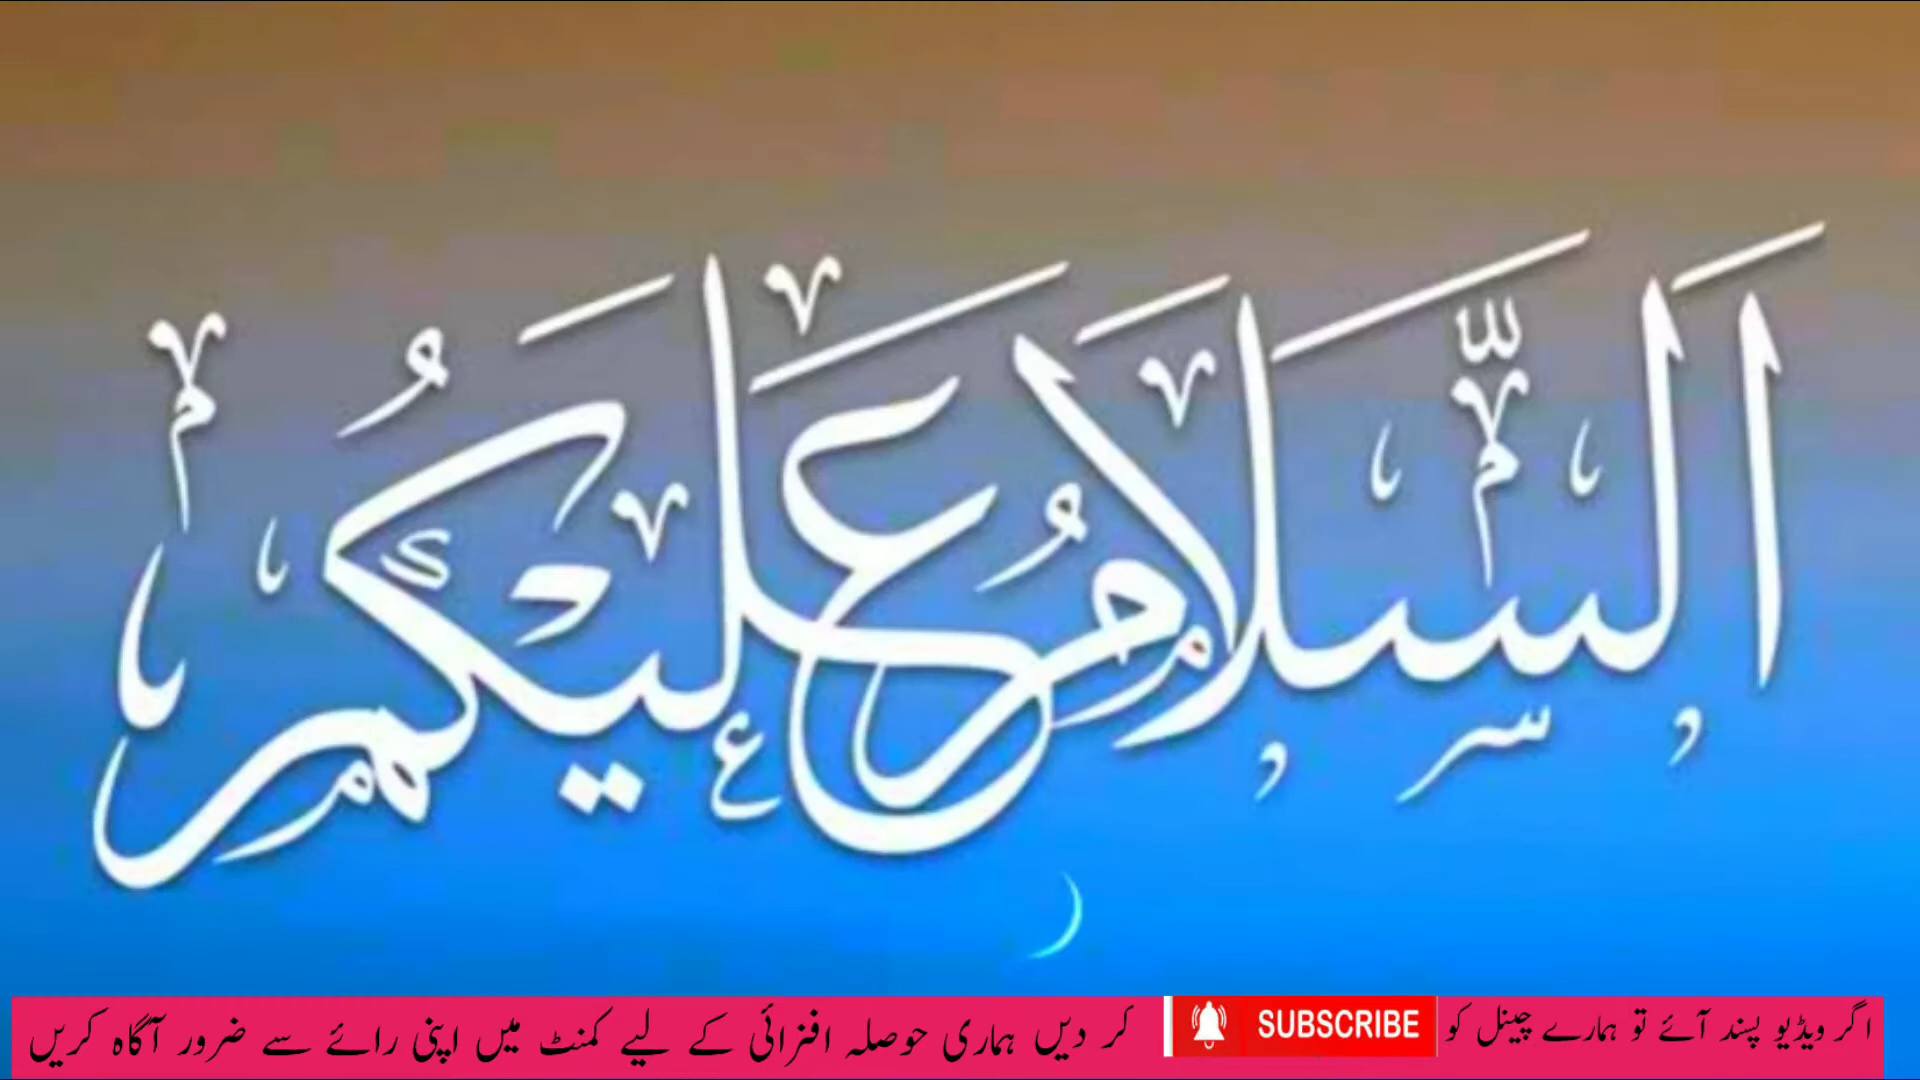 اَلسَّلَامُ عَلَيْكُمْ
اگر ویڈیو پسند آئے تو ہمارے چینل کو SUBSCRIBE کر دیں ہماری حوصلہ افزائی کے لیے کمنٹ میں اپنی رائے سے ضرور آگاہ کریں